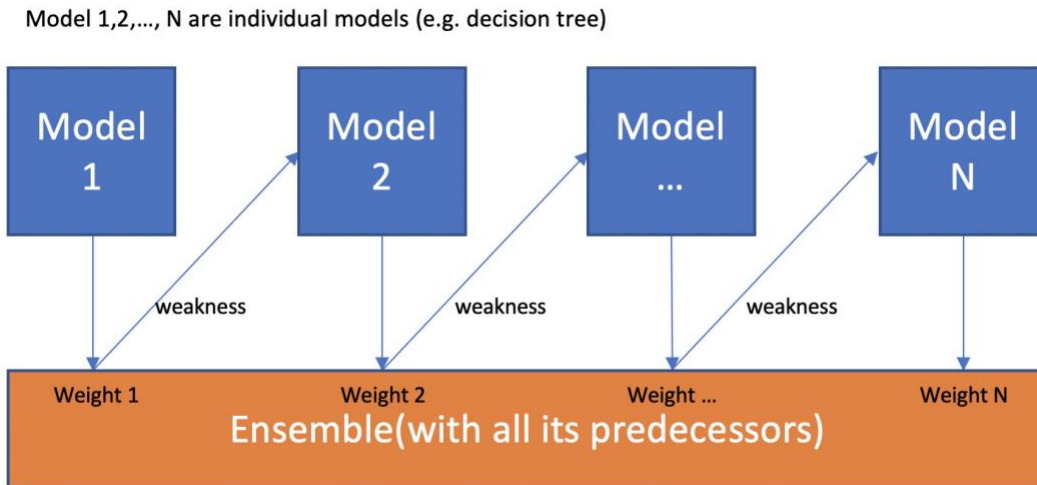 Model 1,2,..., N are individual models (e.g. decision tree)
Model
1
Model
2
Model
...
Model
N
weakness
weakness
weakness
Weight 1
Weight 2
Weight ...
Weight N
Ensemble(with all its predecessors)